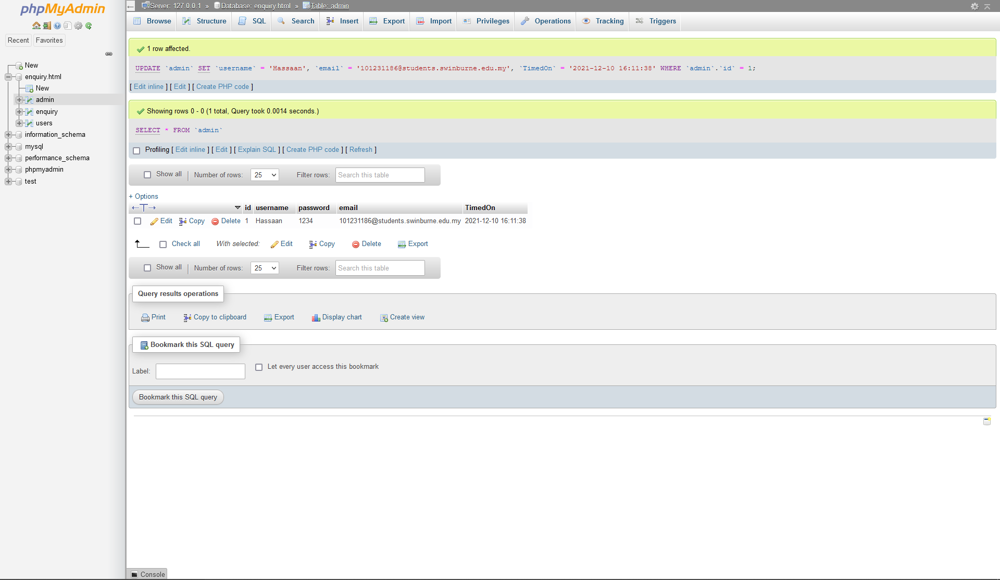 phpMyAdmin
Recent Favorites
New
enquiry.html
New
admin
enquiry
users
information_schema
mysql
performance_schema
phpmyadmin
test
Server: 127.0.0.1 » Database: enquiry.html » Table: admin
Browse Structure SQL Search Insert Export Import Privileges Operations Tracking Triggers
1 row affected.
UPDATE `admin` SET `username` = 'Hassaan', `email` = '101231186@students.swinburne.edu.my', `TimedOn` = '2021-12-10 16:11:38' WHERE `admin`.`id` = 1;
[ Edit inline ] [ Edit ] [ Create PHP code ]
Showing rows 0 - 0 (1 total, Query took 0.0014 seconds.)
SELECT * FROM `admin`
Profiling [ Edit inline ] [ Edit ] [ Explain SQL ] [ Create PHP code ] [ Refresh ]
Show all | Number of rows: 25 Filter rows: Search this table
+ Options
←T→ id username password email TimedOn
Edit Copy Delete 1 Hassaan 1234 101231186@students.swinburne.edu.my 2021-12-10 16:11:38
Check all With selected: Edit Copy Delete Export
Show all | Number of rows: 25 Filter rows: Search this table
Query results operations
Print Copy to clipboard Export Display chart Create view
Bookmark this SQL query
Label: Let every user access this bookmark
Bookmark this SQL query
Console